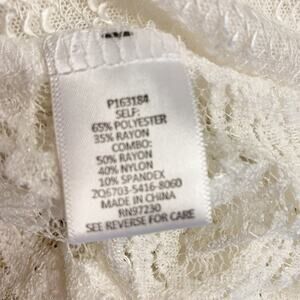 P163184
SELF:
65% POLYESTER
35% RAYON
COMBO:
50% RAYON
40% NYLON
10% SPANDEX
ZQ6703-5416-8060
MADE IN CHINA
RN97230
SEE REVERSE FOR CARE